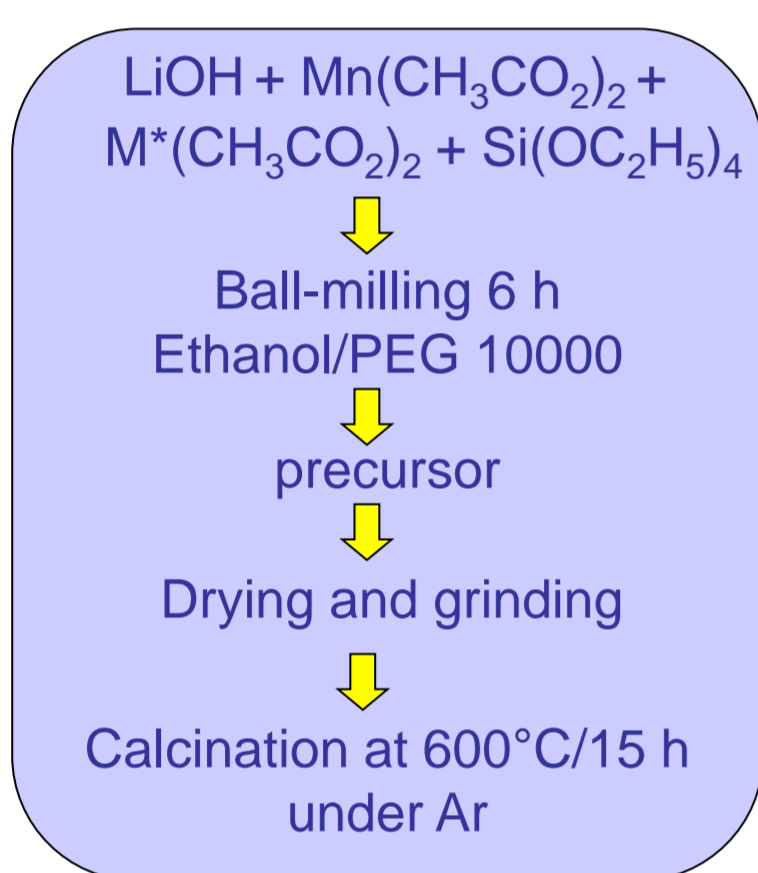 LiOH + Mn(CH₃CO₂)₂ +
M*(CH₃CO₂)₂ + Si(OC₂H₅)₄
Ball-milling 6 h
Ethanol/PEG 10000
precursor
Drying and grinding
Calcination at 600°C/15 h
under Ar